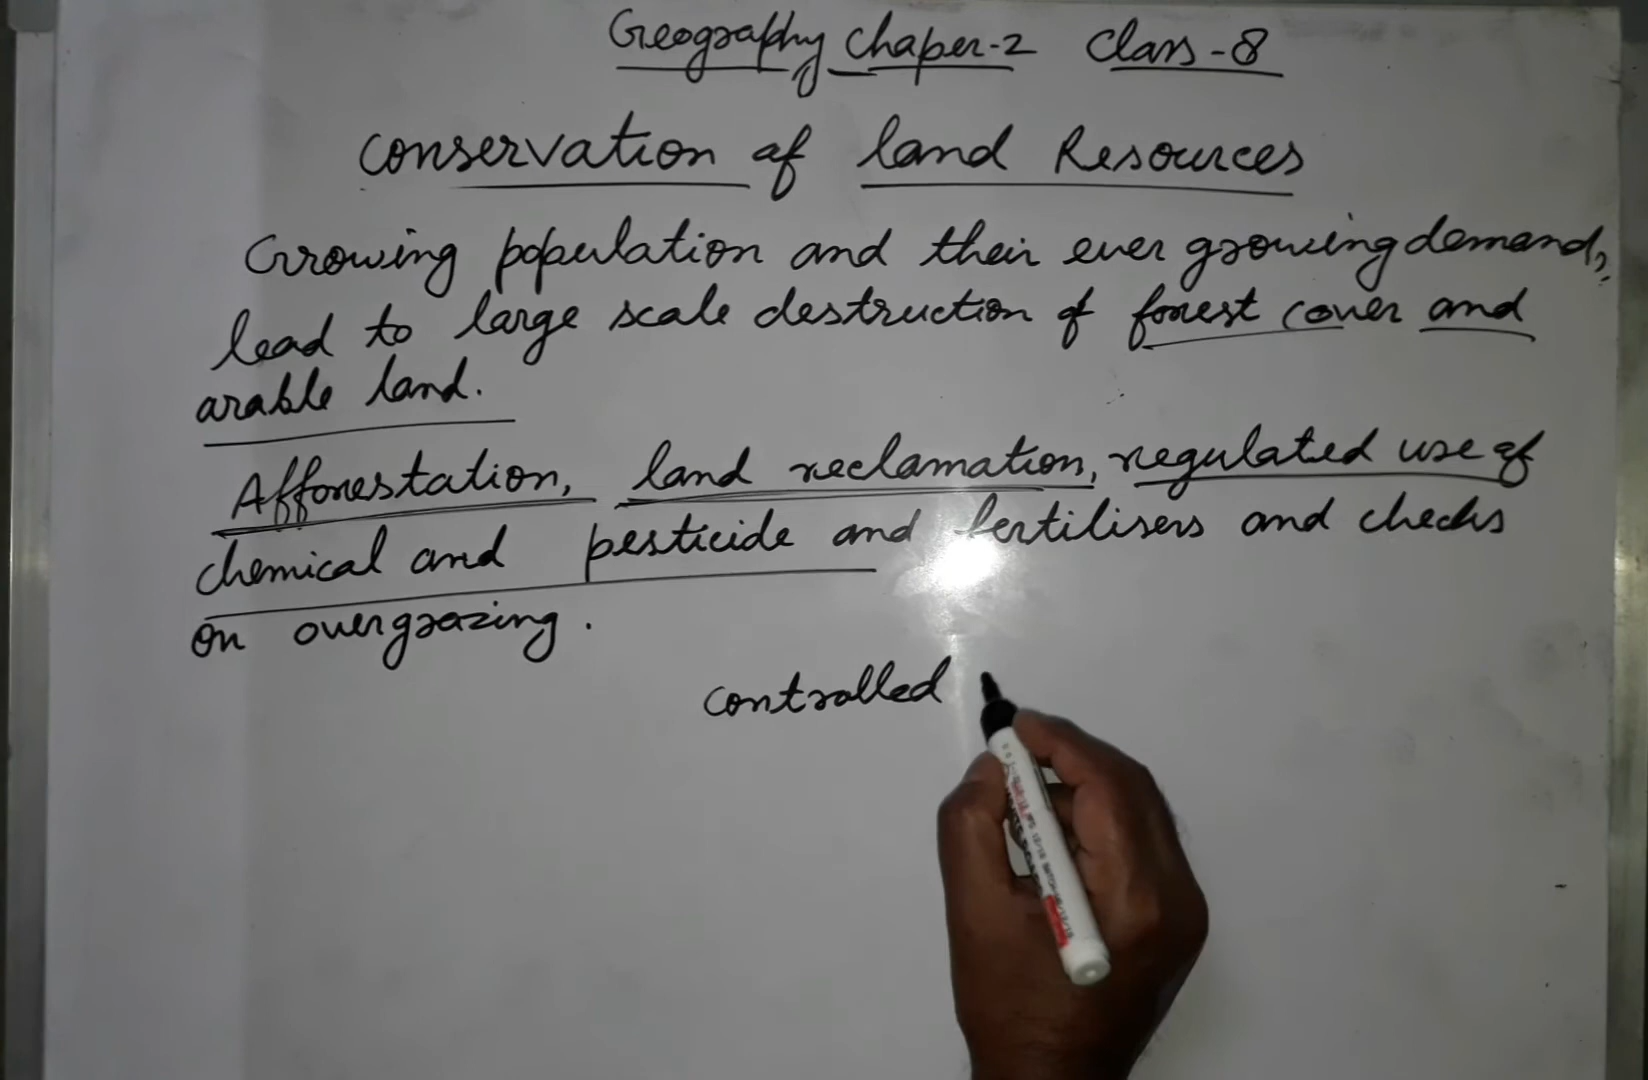 Geography Chaper-2 Class-8
Conservation of land Resources
Growing population and their ever growing demand,
lead to large scale destruction of forest cover and
arable land.
Afforestation, land reclamation, regulated use of
chemical and pesticide and fertilisers and checks
on overgrazing.
controlled